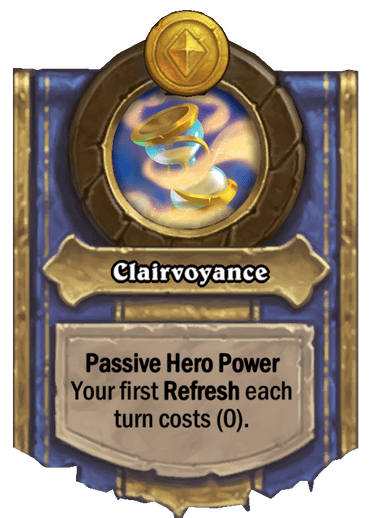 Clairvoyance
Passive Hero Power
Your first Refresh each
turn costs (0).